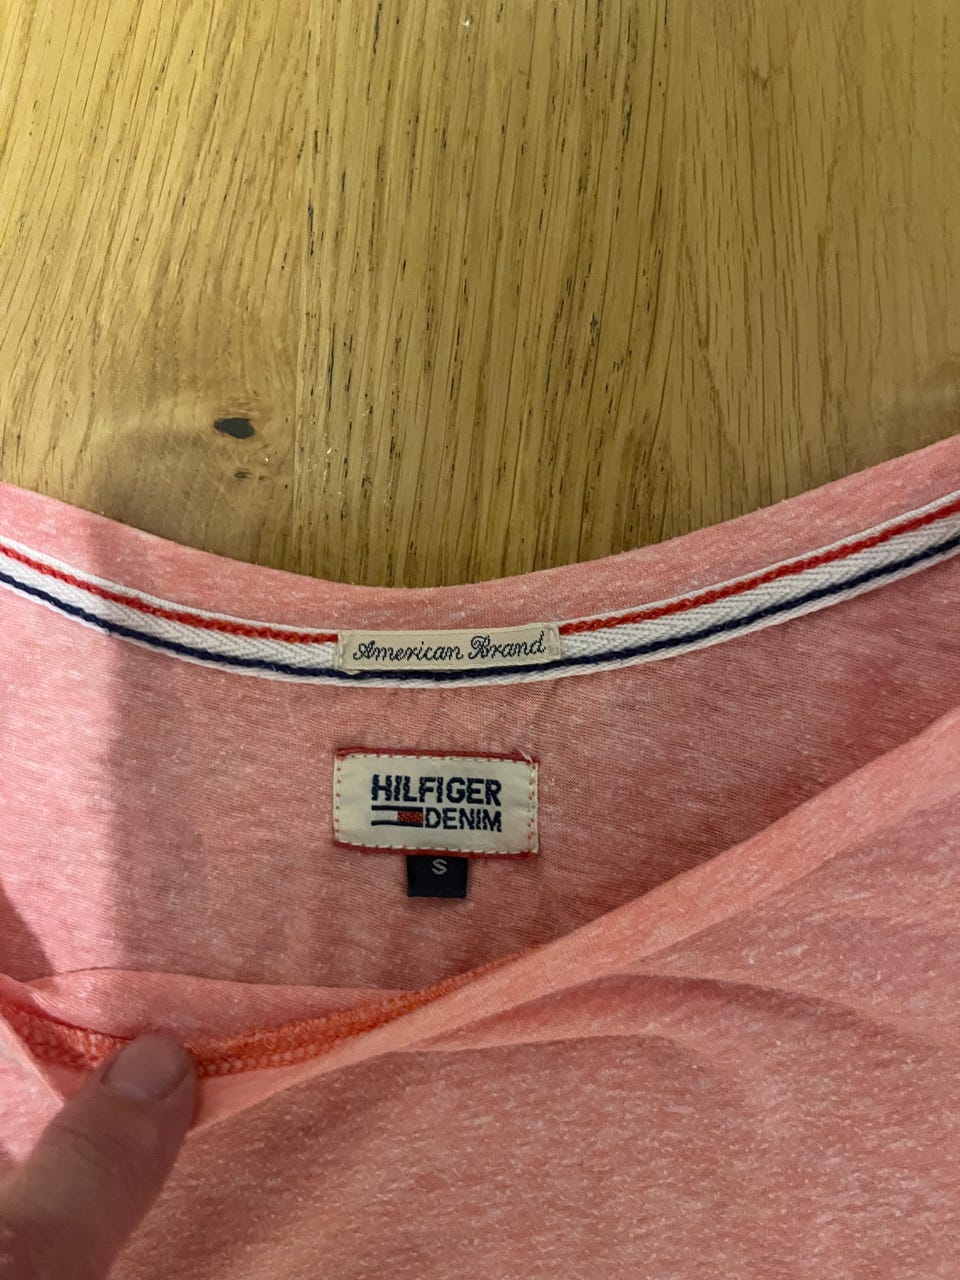 American Brand
HILFIGER
DENIM
S